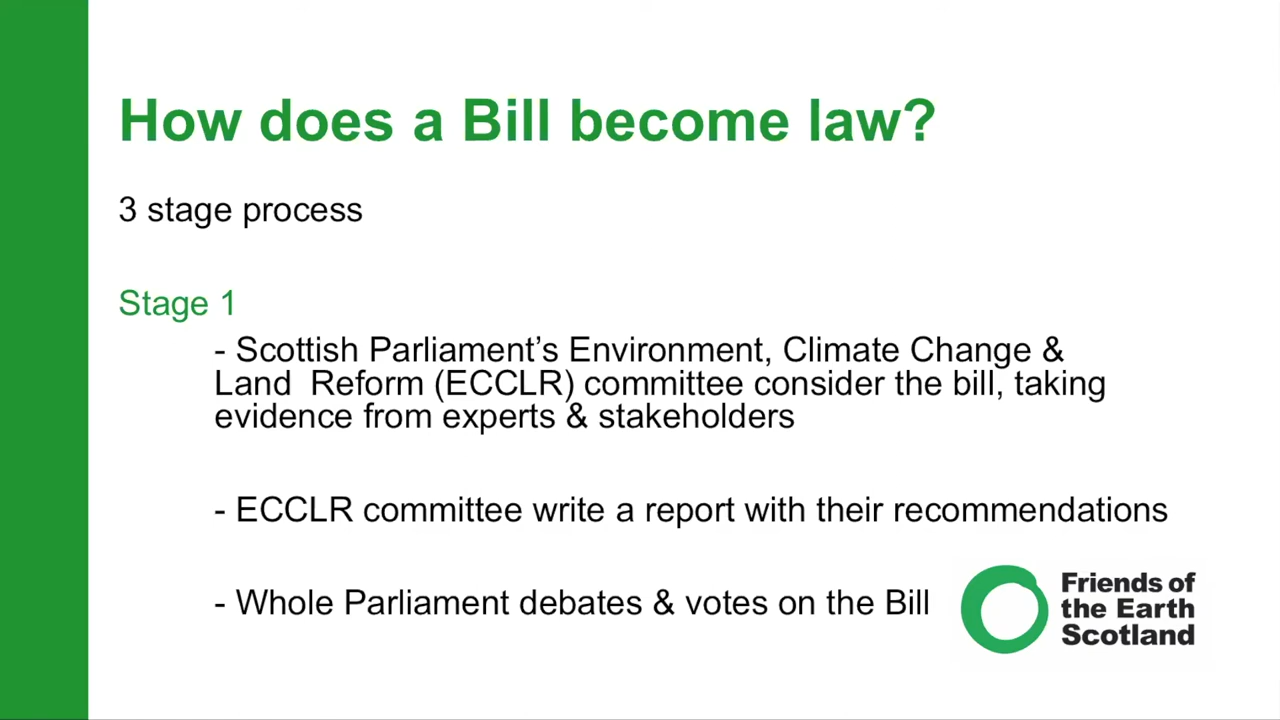 How does a Bill become law?
3 stage process
Stage 1
- Scottish Parliament’s Environment, Climate Change &
Land  Reform (ECCLR) committee consider the bill, taking
evidence from experts & stakeholders
- ECCLR committee write a report with their recommendations
- Whole Parliament debates & votes on the Bill
Friends of
the Earth
Scotland